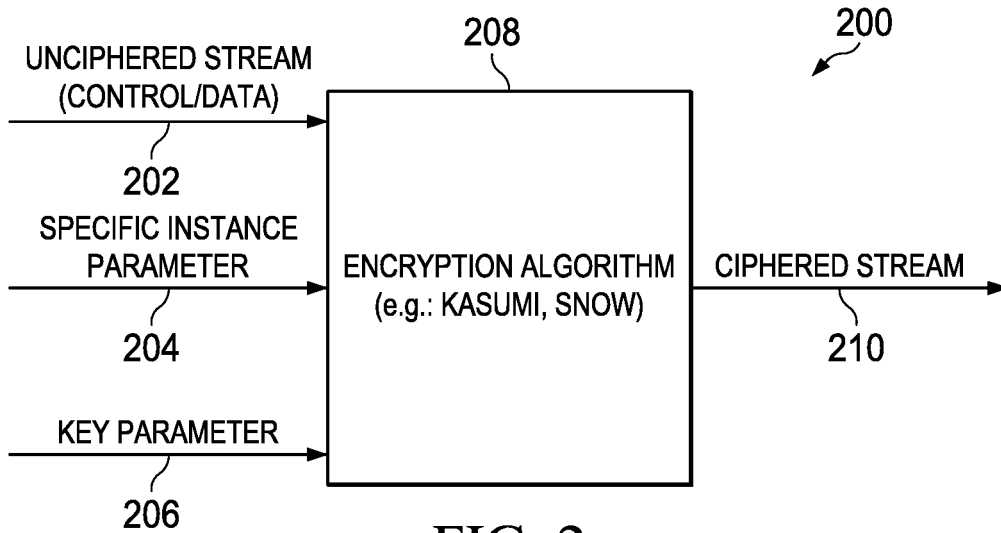 200
208
UNCIPHERED STREAM
(CONTROL/DATA)
202
SPECIFIC INSTANCE
PARAMETER
204
KEY PARAMETER
206
ENCRYPTION ALGORITHM
(e.g.: KASUMI, SNOW)
CIPHERED STREAM
210